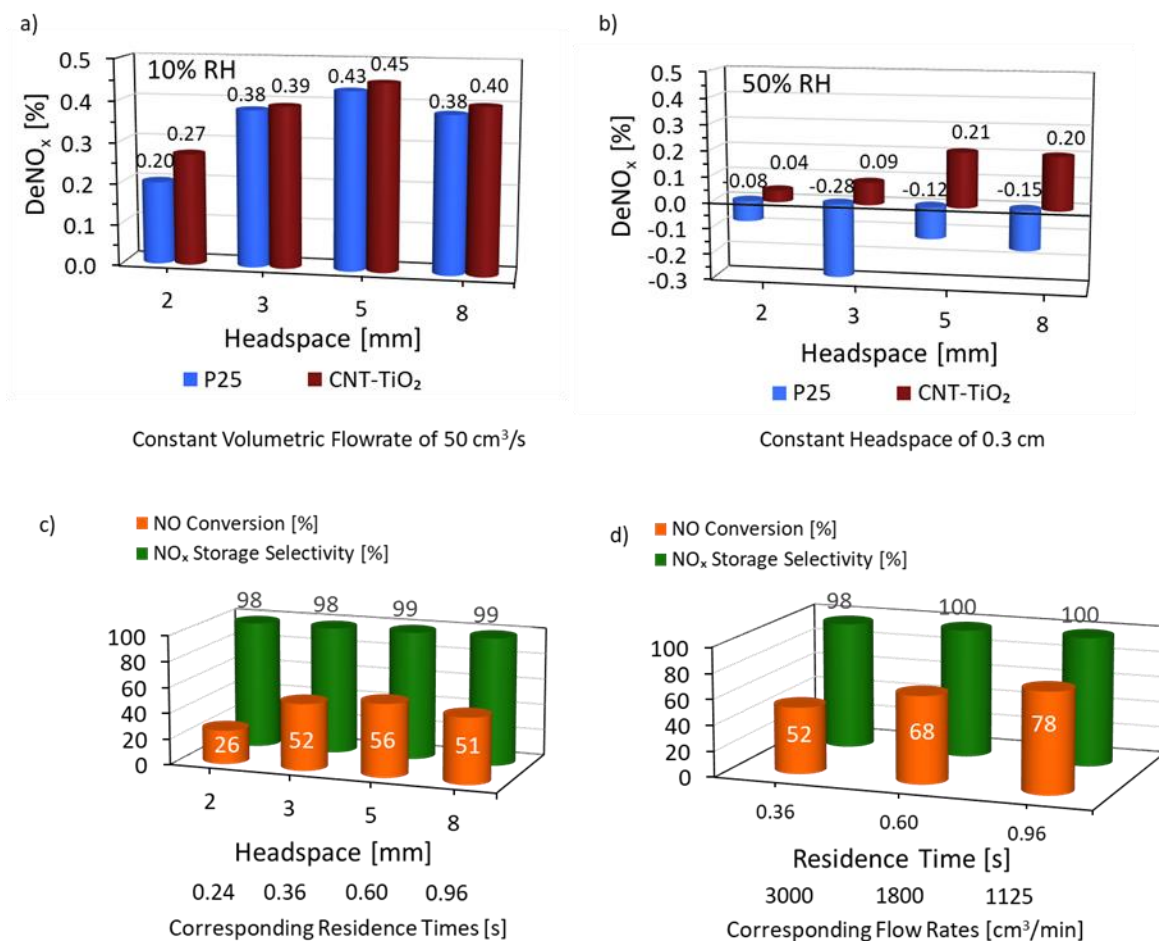 a)
10% RH
DeNOₓ [%]
0.5
0.4
0.3
0.2
0.1
0.0
0.20
0.27
0.38
0.39
0.43
0.45
0.38
0.40
2
3
5
8
Headspace [mm]
P25
CNT-TiO₂
Constant Volumetric Flowrate of 50 cm³/s
b)
50% RH
DeNOₓ [%]
0.5
0.4
0.3
0.2
0.1
0.0
-0.1
-0.2
-0.3
-0.08
0.04
-0.28
0.09
-0.12
0.21
-0.15
0.20
2
3
5
8
Headspace [mm]
P25
CNT-TiO₂
Constant Headspace of 0.3 cm
c)
NO Conversion [%]
NOₓ Storage Selectivity [%]
100
80
60
40
20
0
98
98
99
99
26
52
56
51
2
3
5
8
Headspace [mm]
0.24 0.36 0.60 0.96
Corresponding Residence Times [s]
d)
NO Conversion [%]
NOₓ Storage Selectivity [%]
100
80
60
40
20
0
98
100
100
52
68
78
0.36
0.60
0.96
Residence Time [s]
3000 1800 1125
Corresponding Flow Rates [cm³/min]